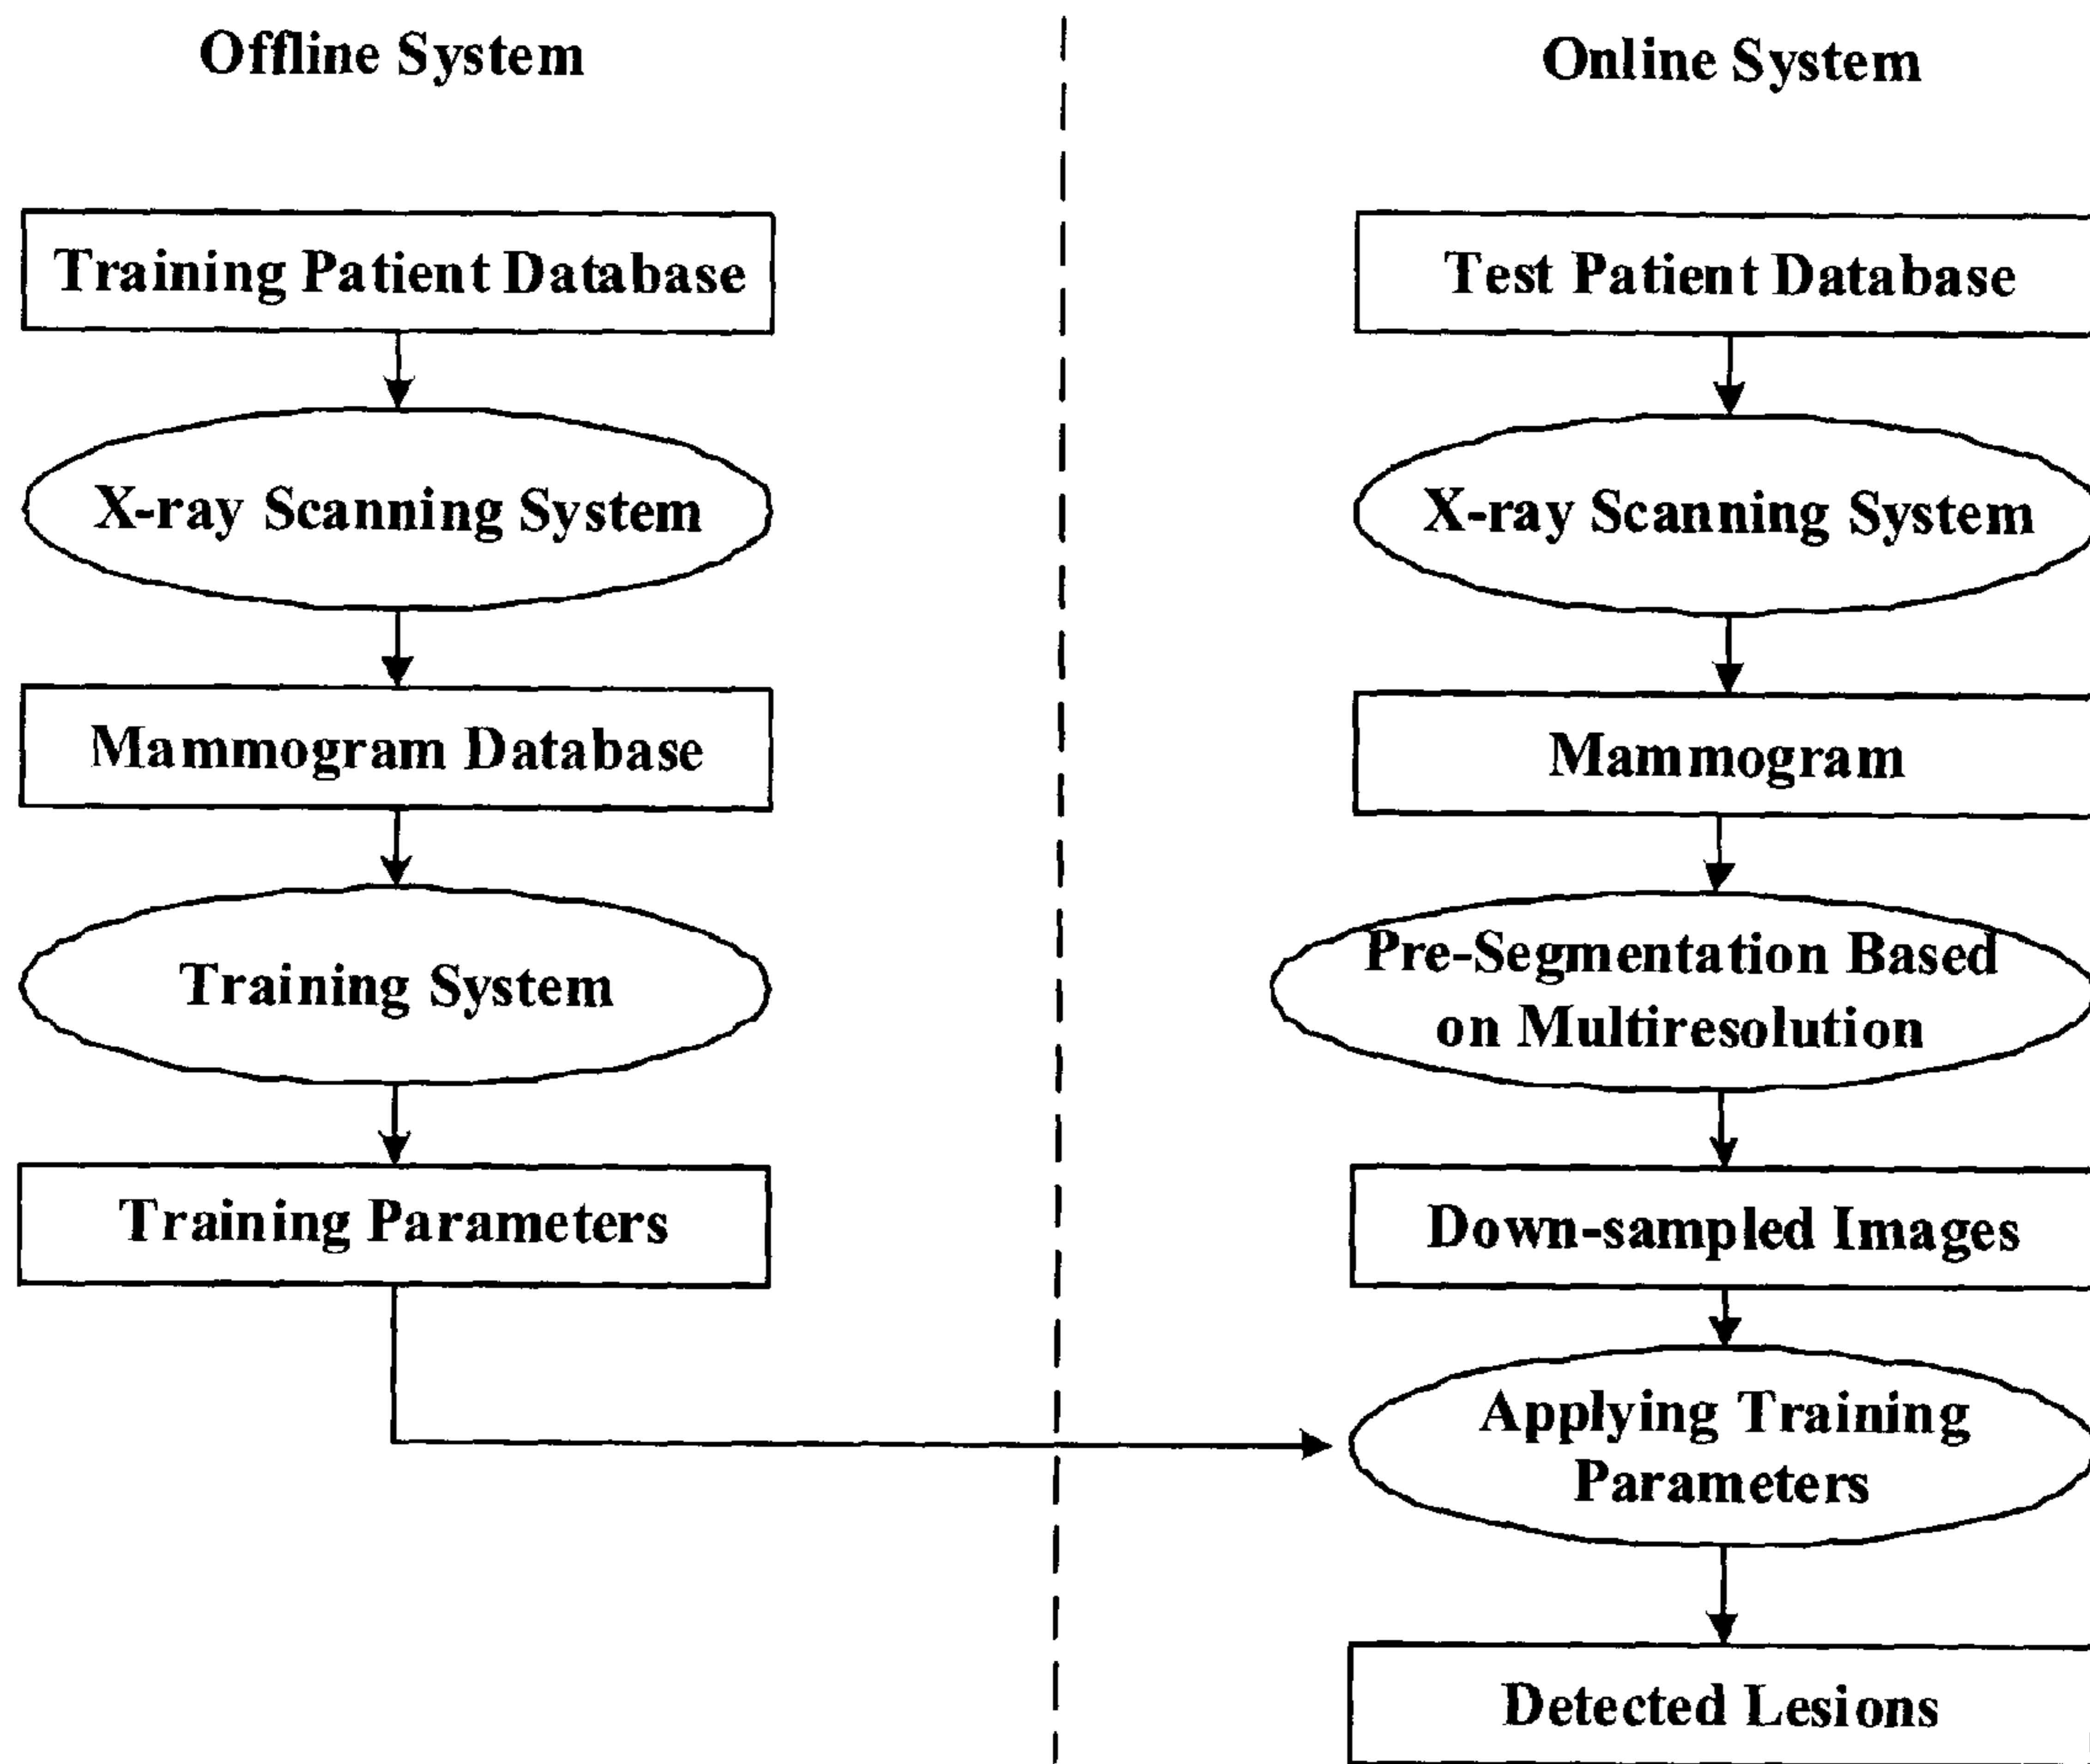 Offline System
Training Patient Database
X-ray Scanning System
Mammogram Database
Training System
Training Parameters
Online System
Test Patient Database
X-ray Scanning System
Mammogram
Pre-Segmentation Based
on Multiresolution
Down-sampled Images
Applying Training
Parameters
Detected Lesions